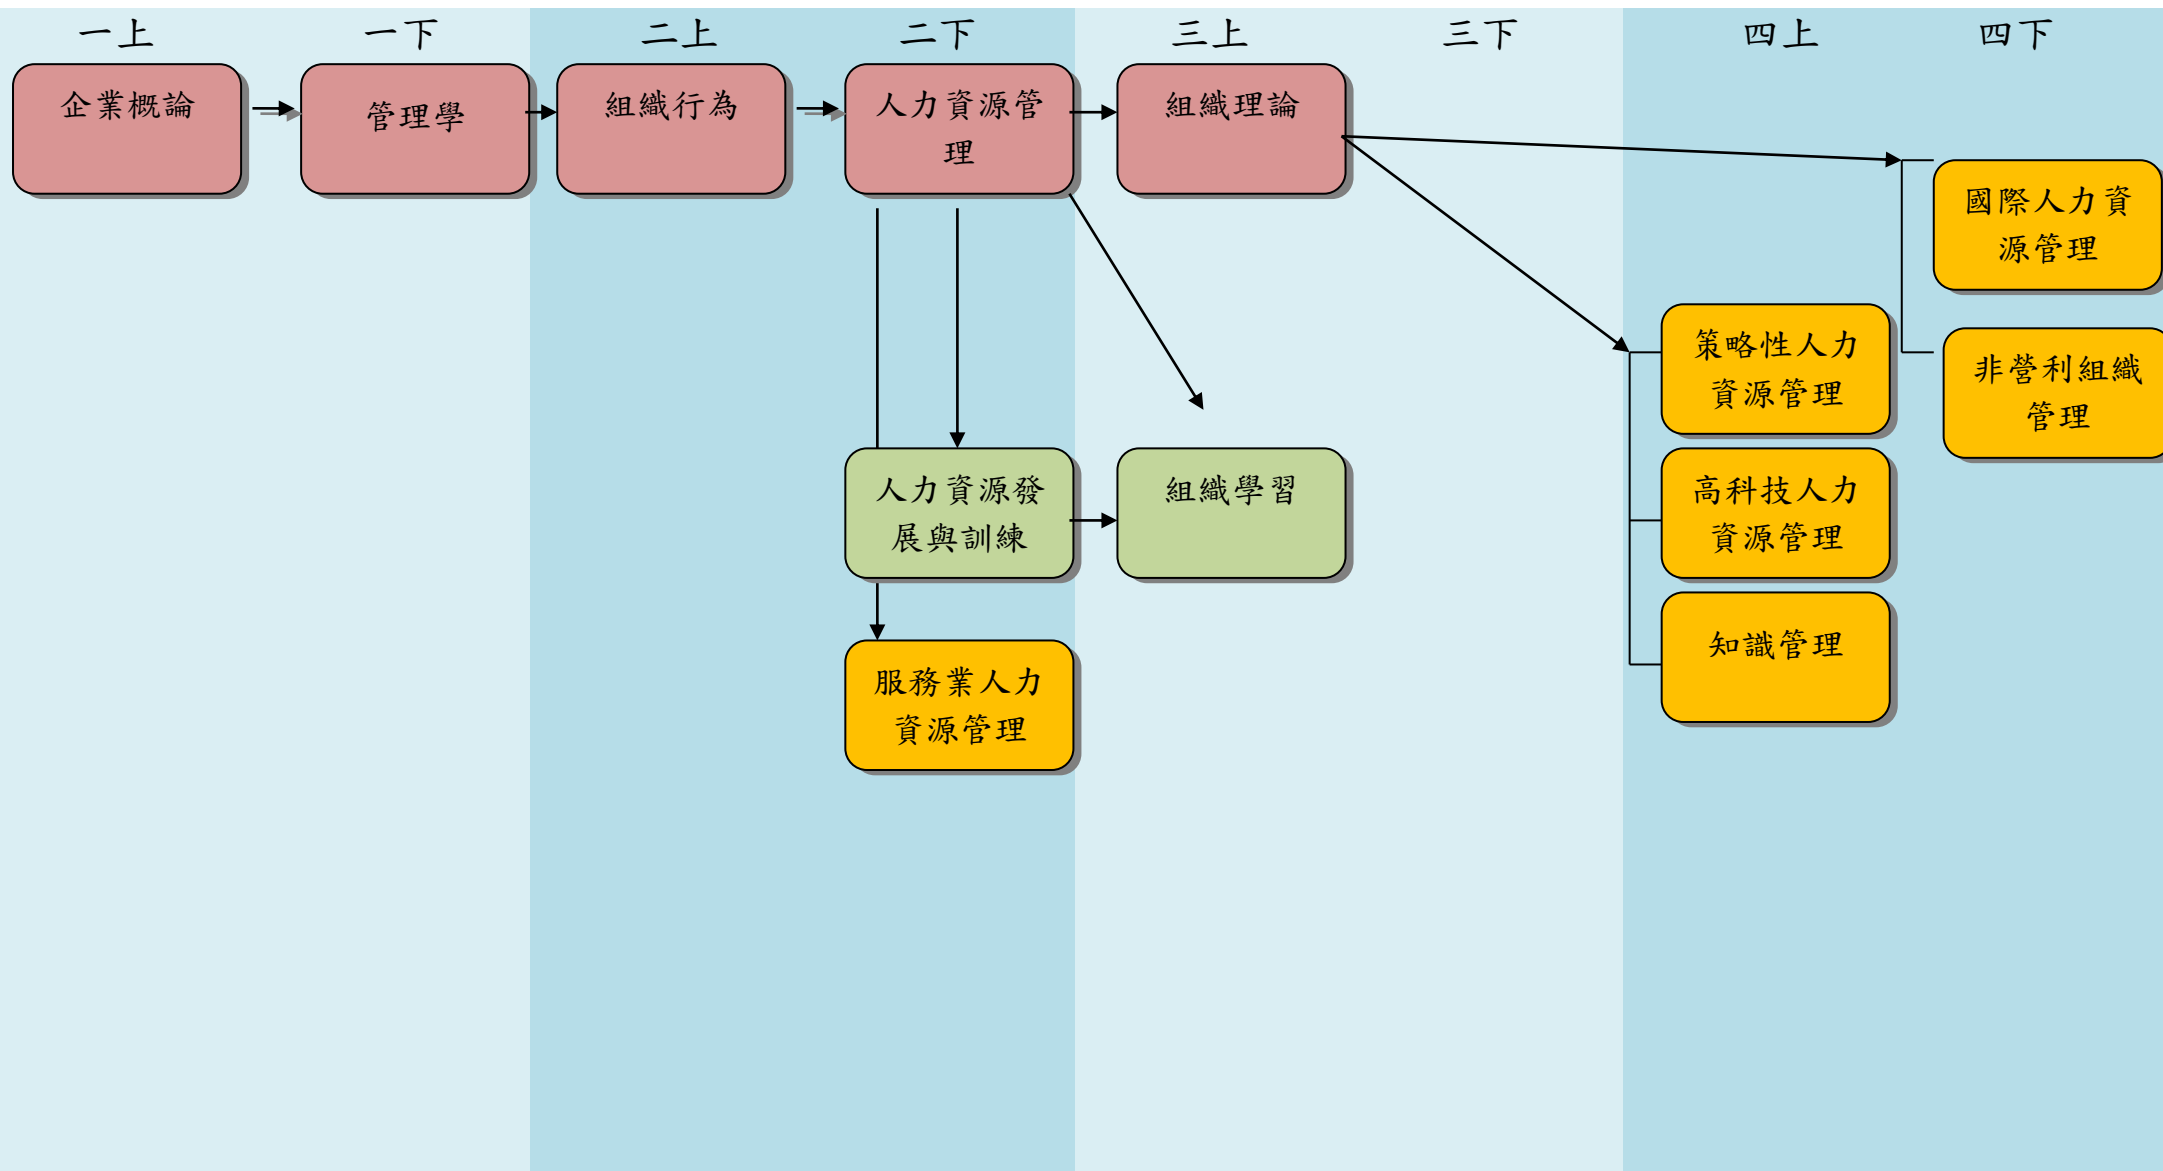 一上
一下
二上
二下
三上
三下
四上
四下
企業概論
管理學
組織行為
人力資源管
理
組織理論
國際人力資
源管理
策略性人力
資源管理
非營利組織
管理
人力資源發
展與訓練
組織學習
高科技人力
資源管理
知識管理
服務業人力
資源管理